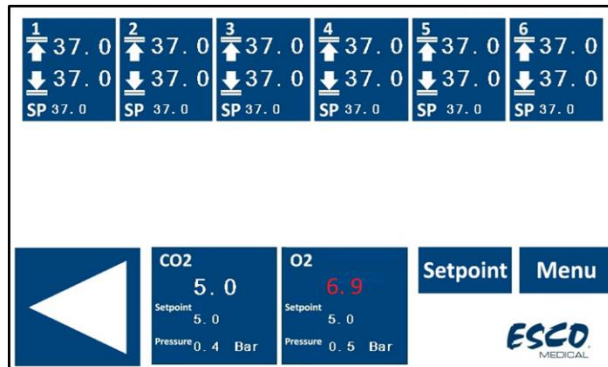 1 37.0
37.0
SP 37.0
2 37.0
37.0
SP 37.0
3 37.0
37.0
SP 37.0
4 37.0
37.0
SP 37.0
5 37.0
37.0
SP 37.0
6 37.0
37.0
SP 37.0
CO2
5.0
Setpoint
5.0
Pressure 0.4 Bar
O2
6.9
Setpoint
5.0
Pressure 0.5 Bar
Setpoint
Menu
ESCO
MEDICAL